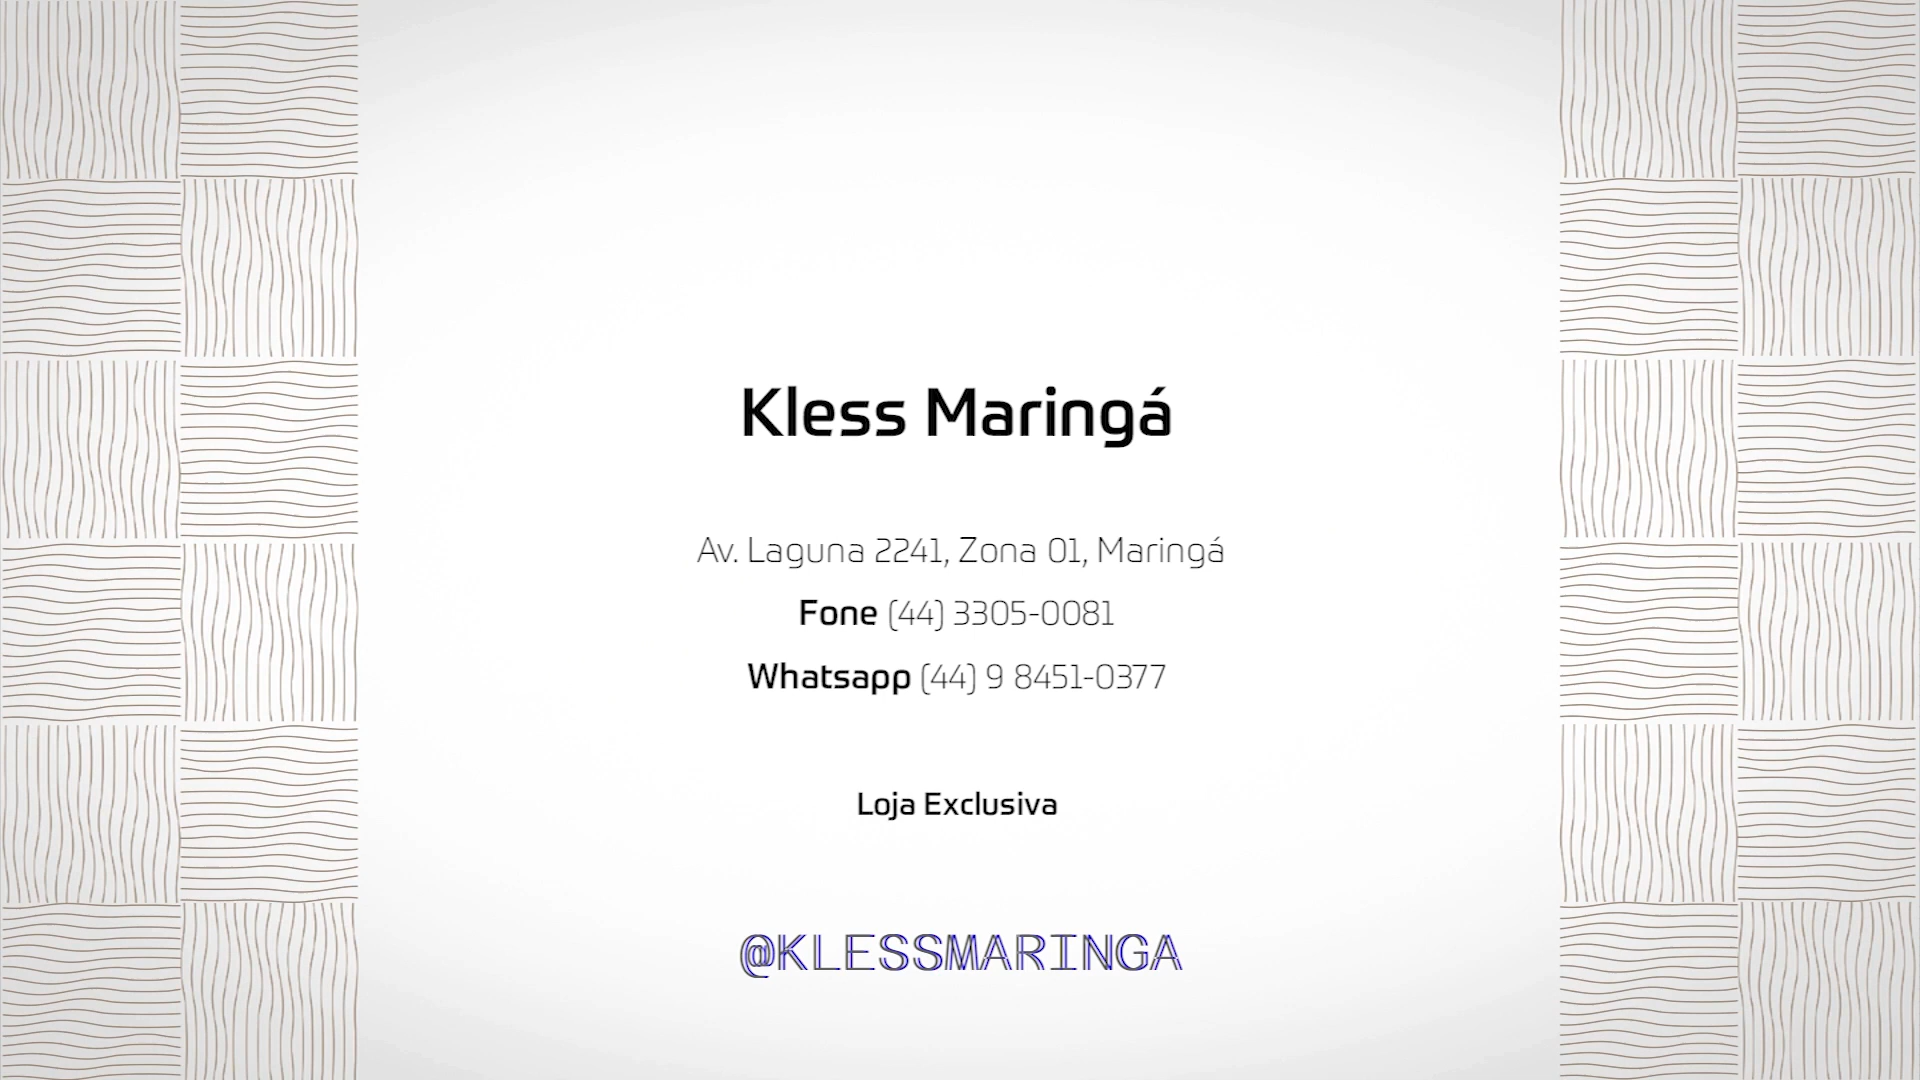 Kless Maringá
Av. Laguna 2241, Zona 01, Maringá
Fone (44) 3305-0081
Whatsapp (44) 9 8451-0377
Loja Exclusiva
@KLESSMARINGA